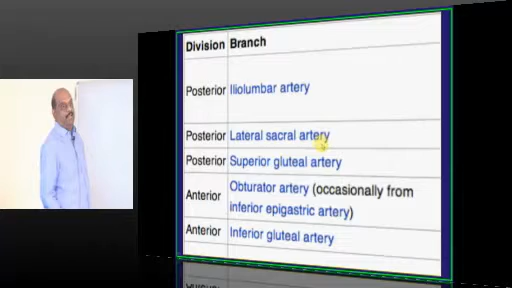 Division Branch
Posterior Iliolumbar artery
Posterior Lateral sacral artery
Posterior Superior gluteal artery
Anterior Obturator artery (occasionally from
inferior epigastric artery)
Anterior Inferior gluteal artery
Division